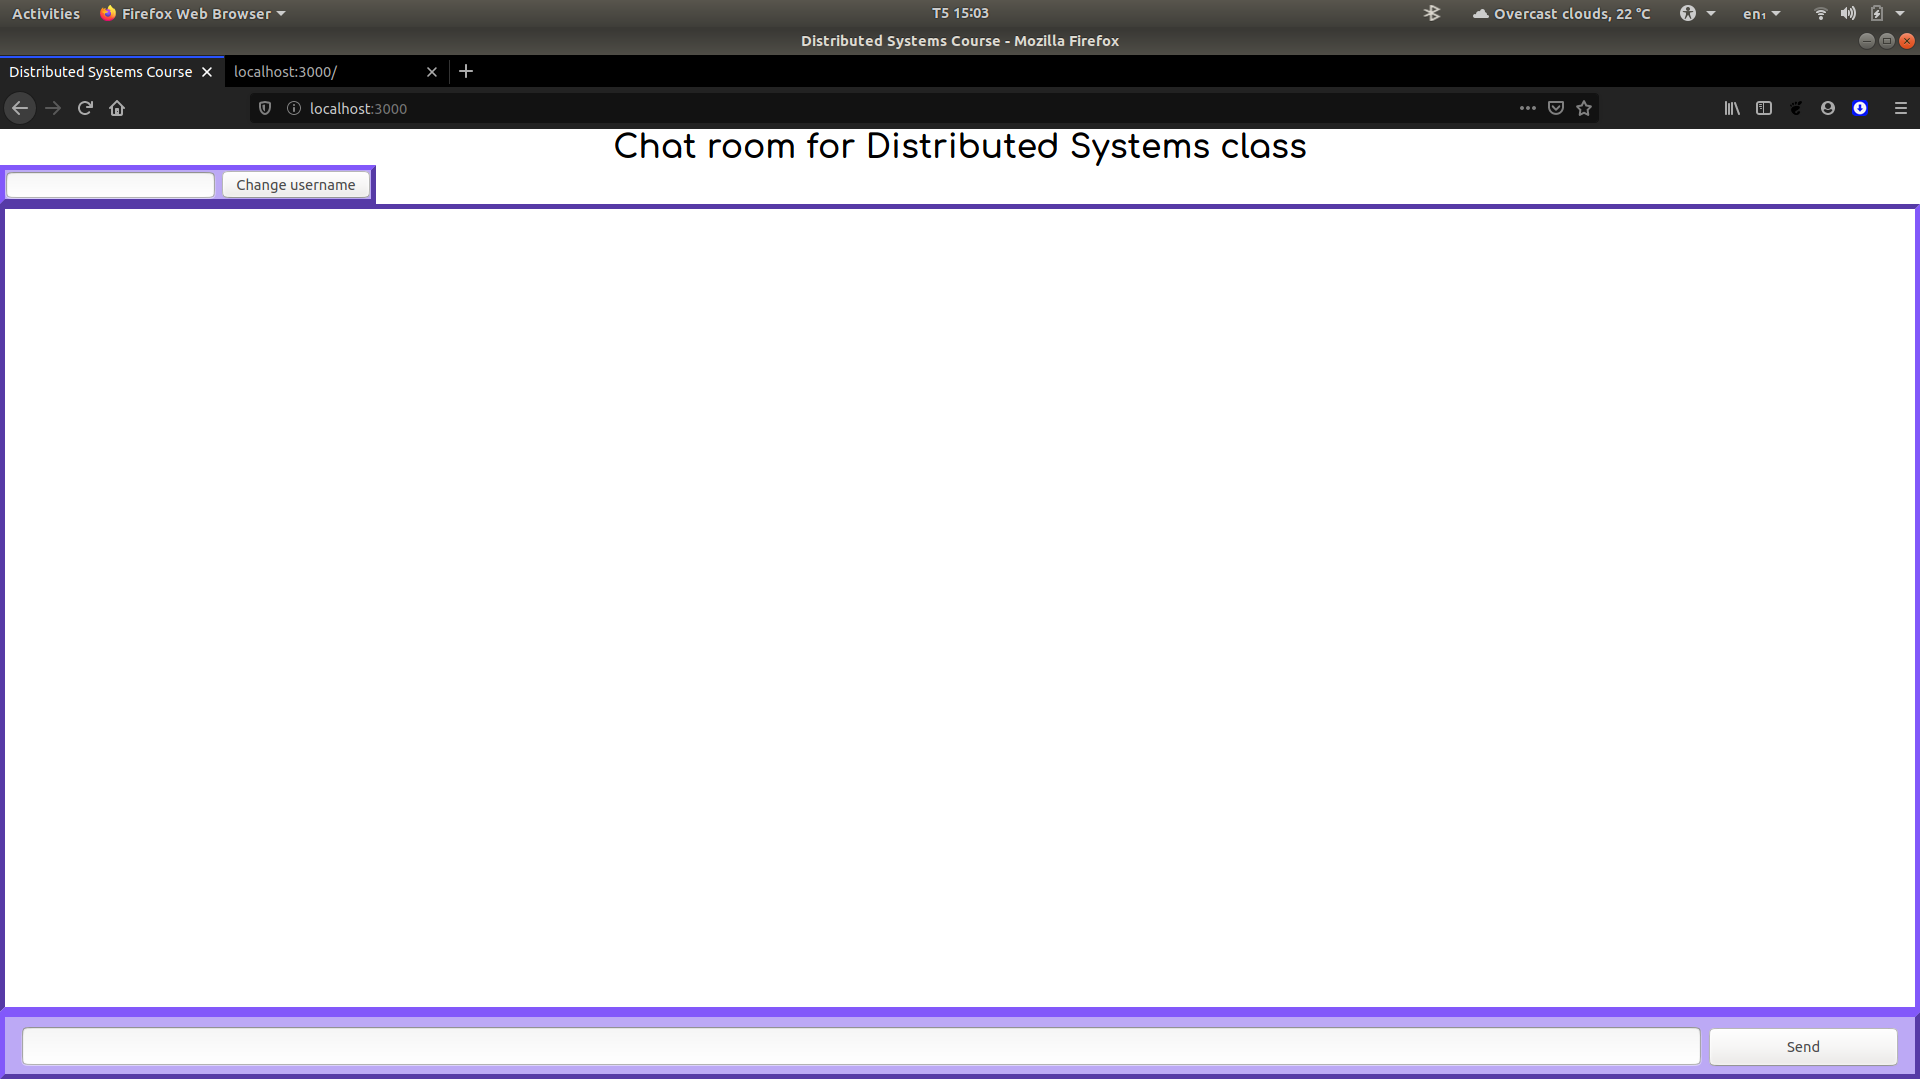 Activities Firefox Web Browser T5 15:03 Overcast clouds, 22 °C en₁
Distributed Systems Course - Mozilla Firefox
Distributed Systems Course localhost:3000/
localhost:3000
Chat room for Distributed Systems class
Change username
Send